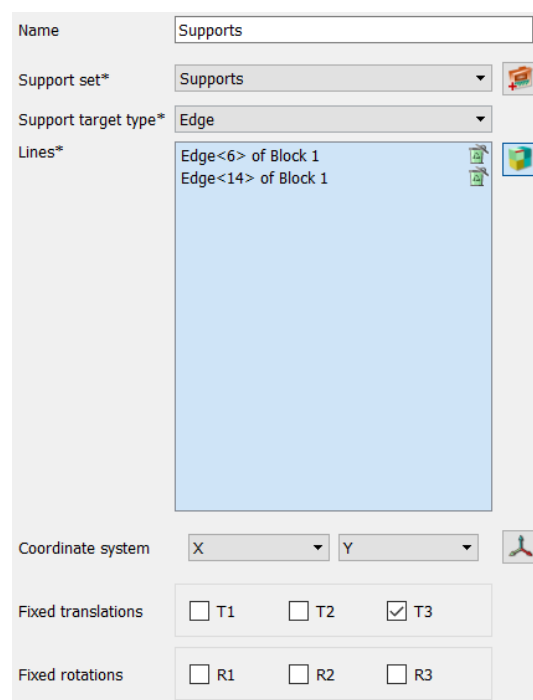 Name Supports
Support set* Supports
Support target type* Edge
Lines* Edge<6> of Block 1
Edge<14> of Block 1
Coordinate system X Y
Fixed translations T1 T2 T3
Fixed rotations R1 R2 R3